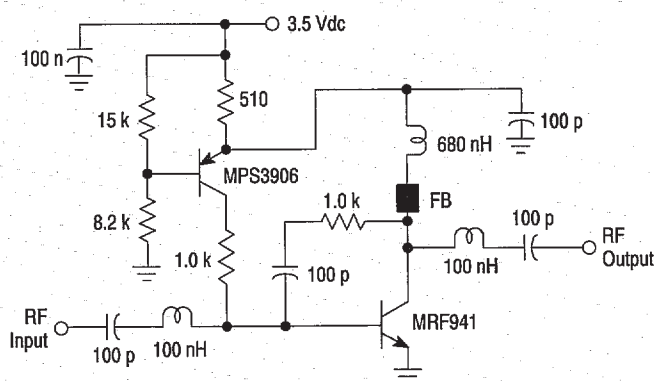 3.5 Vdc
100 n
510
15 k
100 p
680 nH
MPS3906
FB
1.0 k
100 p
RF
Output
8.2 k
1.0 k
100 p
100 nH
RF
Input
MRF941
100 p
100 nH